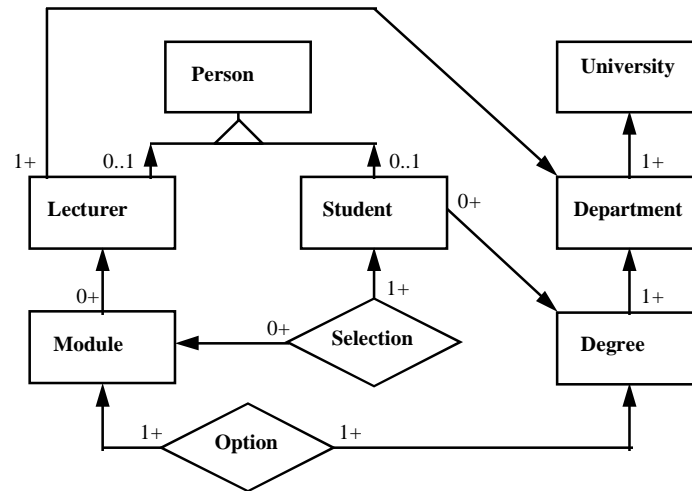 Person
University
1+
0..1
0..1
1+
Lecturer
Student
0+
Department
0+
1+
1+
Module
0+
Selection
Degree
1+
Option
1+